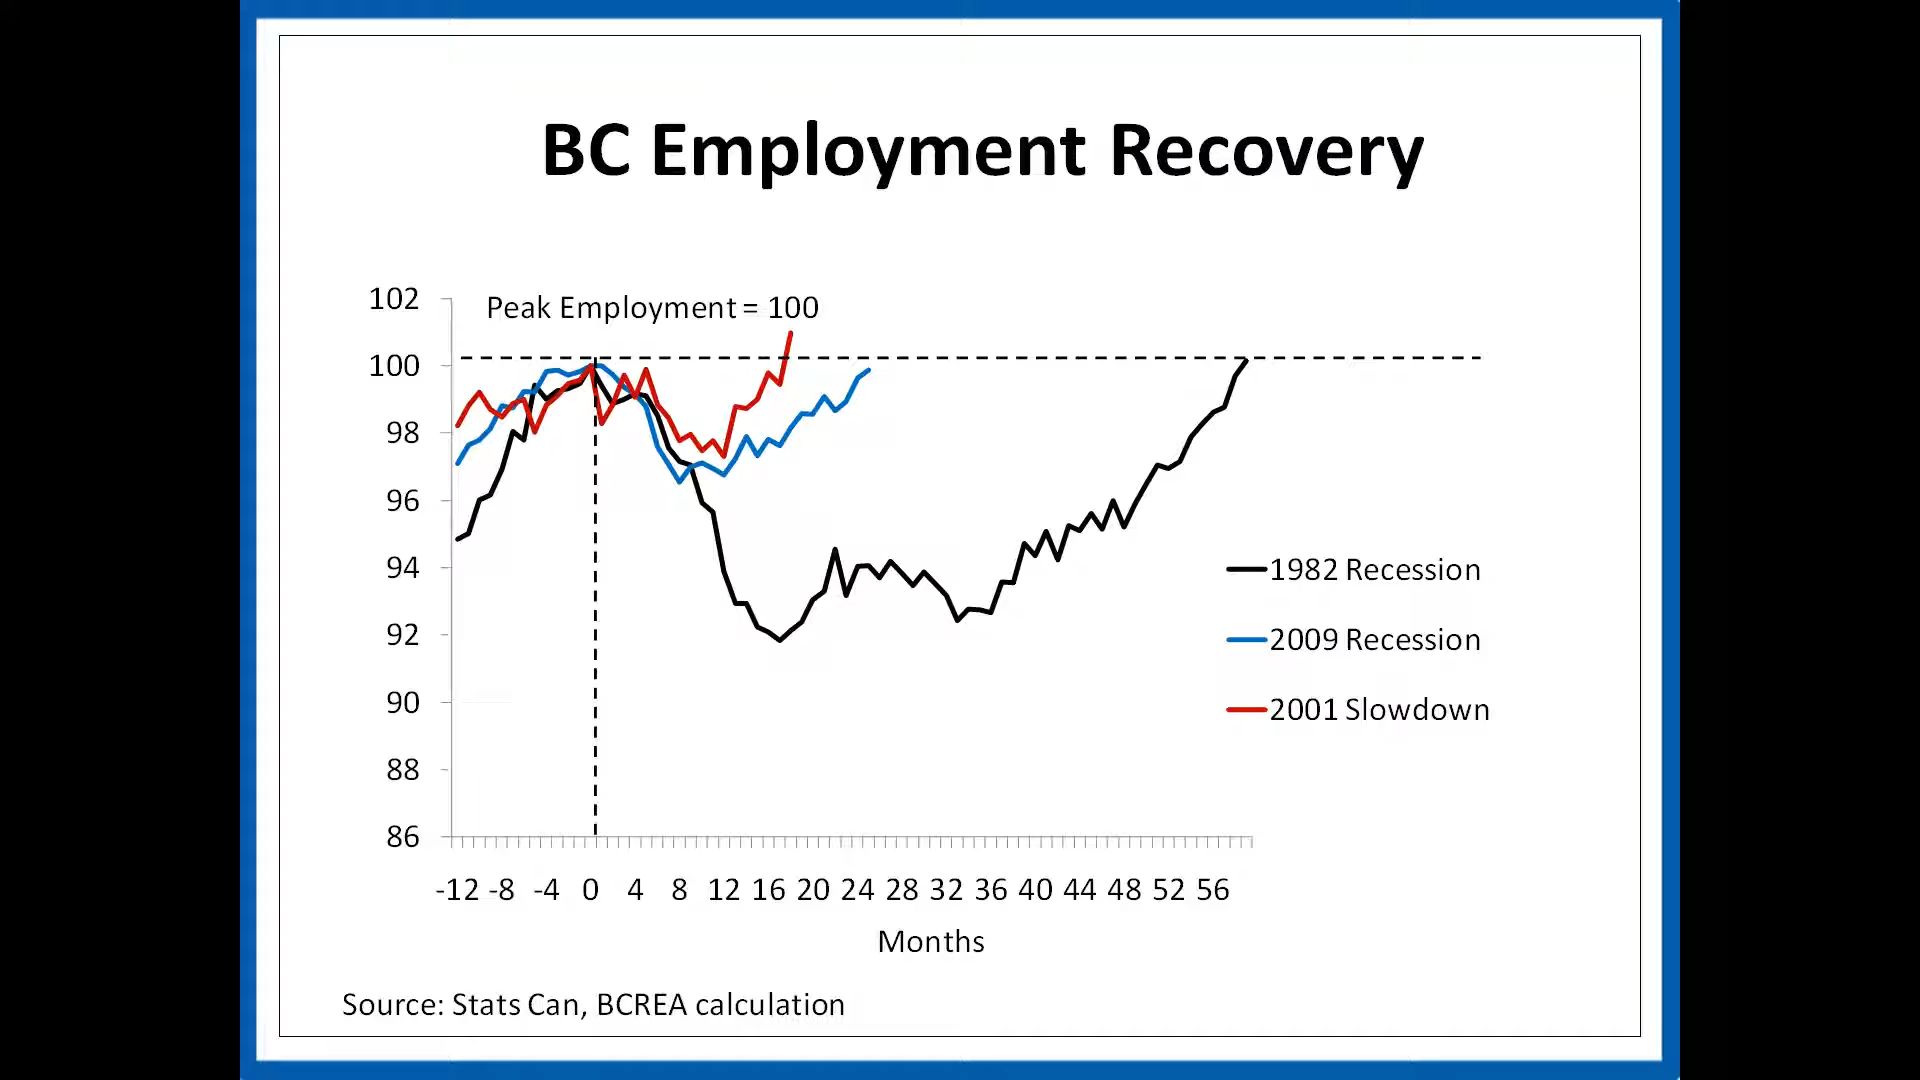 BC Employment Recovery
Peak Employment = 100
102
100
98
96
94
92
90
88
86
1982 Recession
2009 Recession
2001 Slowdown
-12 -8 -4 0 4 8 12 16 20 24 28 32 36 40 44 48 52 56
Months
Source: Stats Can, BCREA calculation